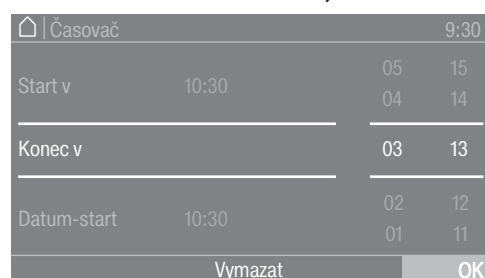 Časovač 9:30
05 15
Start v 10:30
04 14
Konec v 03 13
02 12
Datum-start 10:30
01 11
Vymazat OK